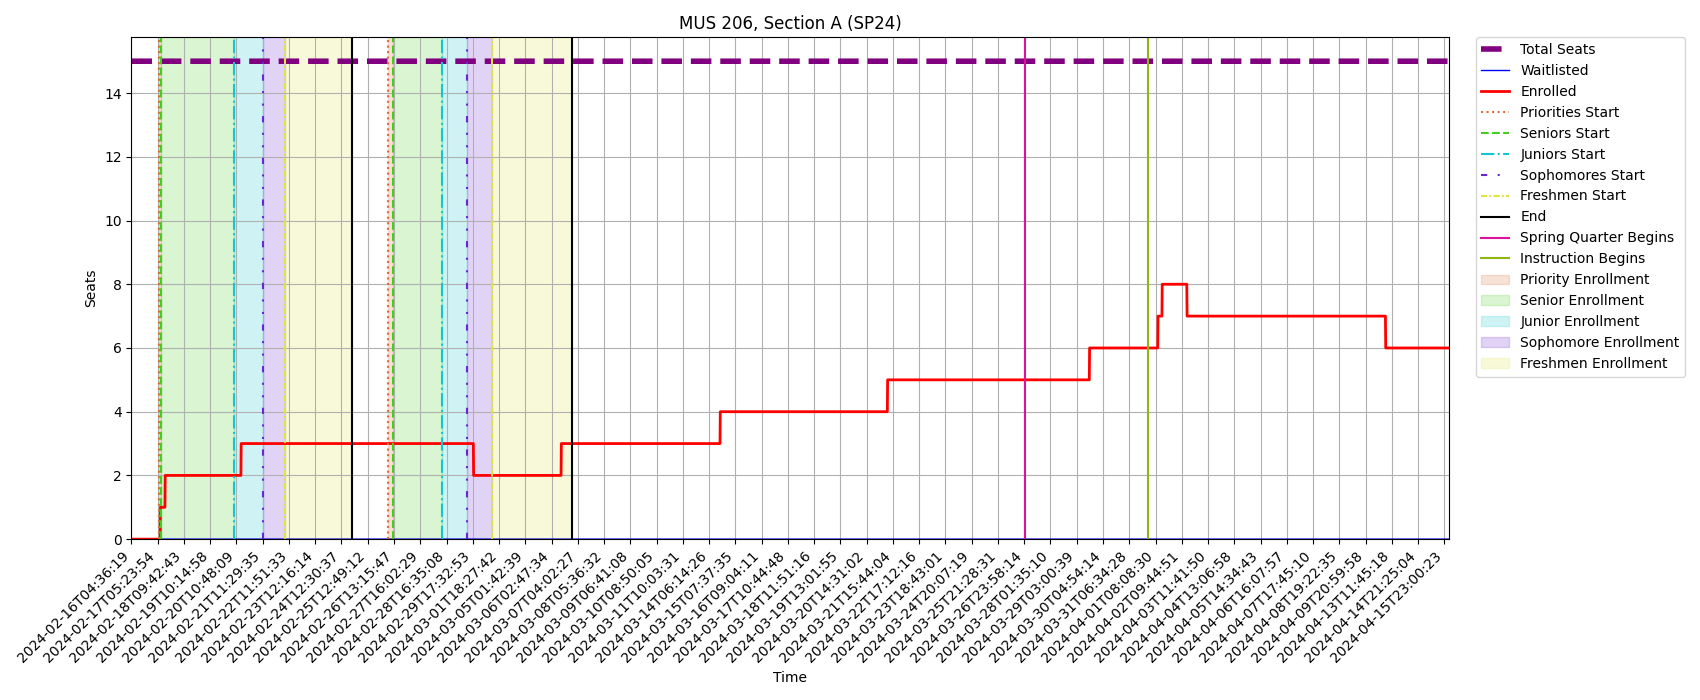 MUS 206, Section A (SP24)
Seats
14
12
10
8
6
4
2
0
2024-02-16T04:36:19
2024-02-17T05:23:54
2024-02-18T09:42:43
2024-02-19T10:14:58
2024-02-20T10:48:09
2024-02-21T11:29:35
2024-02-22T11:51:33
2024-02-23T12:16:14
2024-02-24T12:30:37
2024-02-25T12:49:12
2024-02-26T13:15:47
2024-02-27T16:02:29
2024-02-28T16:35:08
2024-02-29T17:32:53
2024-03-01T18:27:42
2024-03-05T01:42:39
2024-03-06T02:47:34
2024-03-07T04:02:27
2024-03-08T05:36:32
2024-03-09T06:41:08
2024-03-10T08:50:05
2024-03-11T10:03:31
2024-03-14T06:14:26
2024-03-15T07:37:35
2024-03-16T09:04:11
2024-03-17T10:44:48
2024-03-18T11:51:16
2024-03-19T13:01:55
2024-03-20T14:31:02
2024-03-21T15:44:04
2024-03-22T17:12:16
2024-03-23T18:43:01
2024-03-24T20:07:19
2024-03-25T21:28:31
2024-03-26T23:58:14
2024-03-28T01:35:10
2024-03-29T03:00:39
2024-03-30T04:54:14
2024-03-31T06:34:28
2024-04-01T08:08:30
2024-04-02T09:44:51
2024-04-03T11:41:50
2024-04-04T13:06:58
2024-04-05T14:34:43
2024-04-06T16:07:57
2024-04-07T17:45:10
2024-04-08T19:22:35
2024-04-09T20:59:58
2024-04-13T11:45:18
2024-04-14T21:25:04
2024-04-15T23:00:23
Time
Total Seats
Waitlisted
Enrolled
Priorities Start
Seniors Start
Juniors Start
Sophomores Start
Freshmen Start
End
Spring Quarter Begins
Instruction Begins
Priority Enrollment
Senior Enrollment
Junior Enrollment
Sophomore Enrollment
Freshmen Enrollment